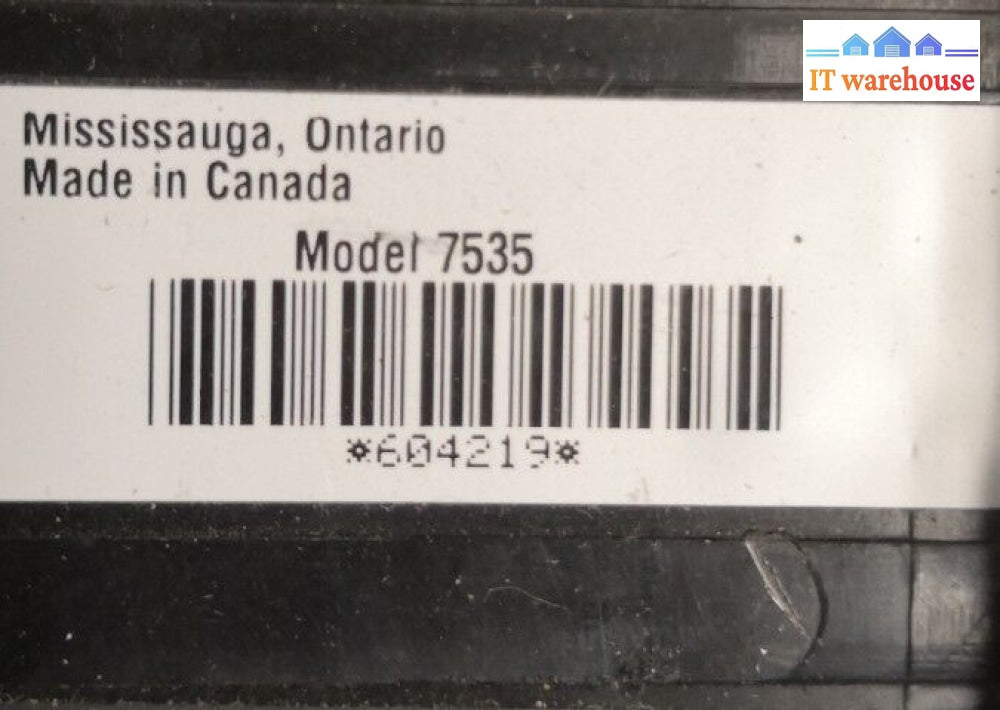 IT warehouse
Mississauga, Ontario
Made in Canada
Model 7535
*604219*